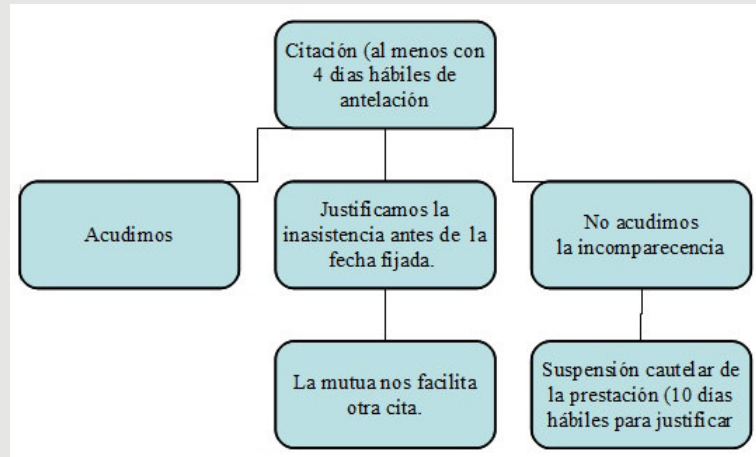 Citación (al menos con
4 días hábiles de
antelación
Acudimos
Justificamos la
inasistencia antes de la
fecha fijada.
No acudimos
la incomparecencia
La mutua nos facilita
otra cita.
Suspensión cautelar de
la prestación (10 días
hábiles para justificar